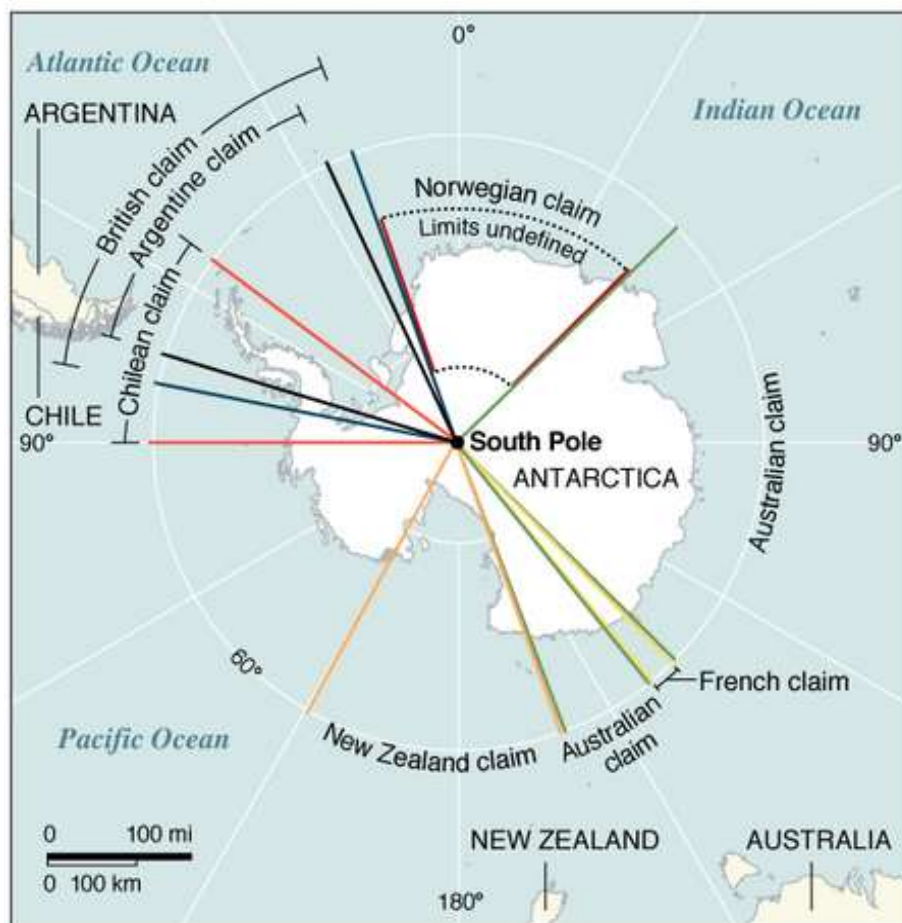 0°
Atlantic Ocean
Indian Ocean
ARGENTINA
British claim
Argentine claim
Chilean claim
Norwegian claim
Limits undefined
CHILE
90°
South Pole
ANTARCTICA
90°
Australian claim
60°
French claim
Australian
claim
New Zealand claim
Pacific Ocean
0 100 mi
0 100 km
NEW ZEALAND
AUSTRALIA
180°